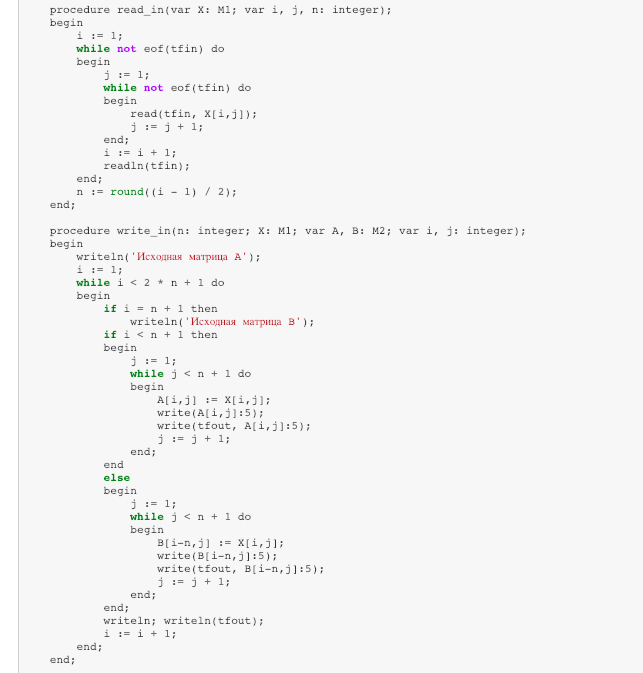 procedure read_in(var X: M1; var i, j, n: integer);
begin
    i := 1;
    while not eof(tfin) do
    begin
        j := 1;
        while not eof(tfin) do
        begin
            read(tfin, X[i,j]);
            j := j + 1;
        end;
        i := i + 1;
        readln(tfin);
    end;
    n := round((i - 1) / 2);
end;

procedure write_in(n: integer; X: M1; var A, B: M2; var i, j: integer);
begin
    writeln('Исходная матрица A');
    i := 1;
    while i < 2 * n + 1 do
    begin
        if i = n + 1 then
            writeln('Исходная матрица B');
        if i < n + 1 then
        begin
            j := 1;
            while j < n + 1 do
            begin
                A[i,j] := X[i,j];
                write(A[i,j]:5);
                write(tfout, A[i,j]:5);
                j := j + 1;
            end;
        end
        else
        begin
            j := 1;
            while j < n + 1 do
            begin
                B[i-n,j] := X[i,j];
                write(B[i-n,j]:5);
                write(tfout, B[i-n,j]:5);
                j := j + 1;
            end;
        end;
        writeln; writeln(tfout);
        i := i + 1;
    end;
end;